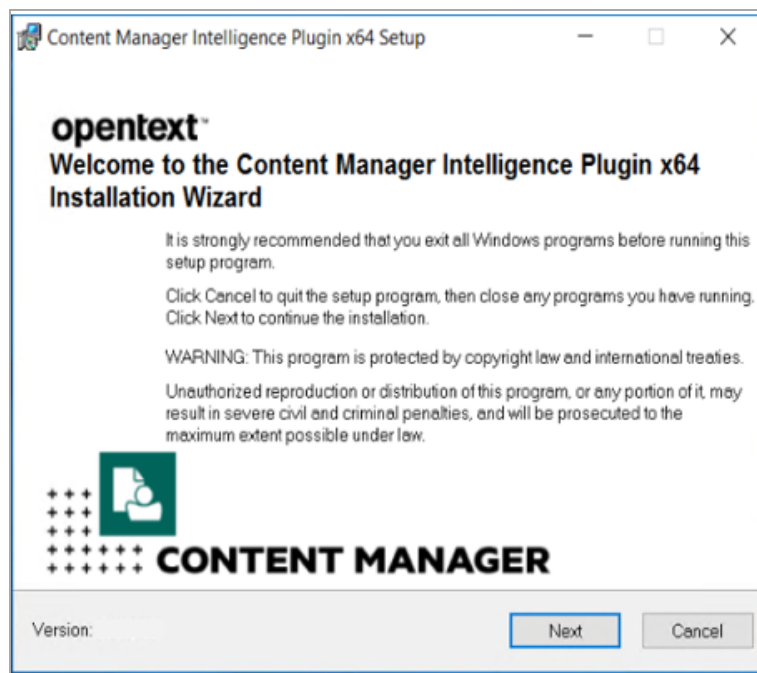 Content Manager Intelligence Plugin x64 Setup
opentext™
Welcome to the Content Manager Intelligence Plugin x64
Installation Wizard
It is strongly recommended that you exit all Windows programs before running this
setup program.
Click Cancel to quit the setup program, then close any programs you have running.
Click Next to continue the installation.
WARNING: This program is protected by copyright law and international treaties.
Unauthorized reproduction or distribution of this program, or any portion of it, may
result in severe civil and criminal penalties, and will be prosecuted to the
maximum extent possible under law.
CONTENT MANAGER
Version:
Next
Cancel